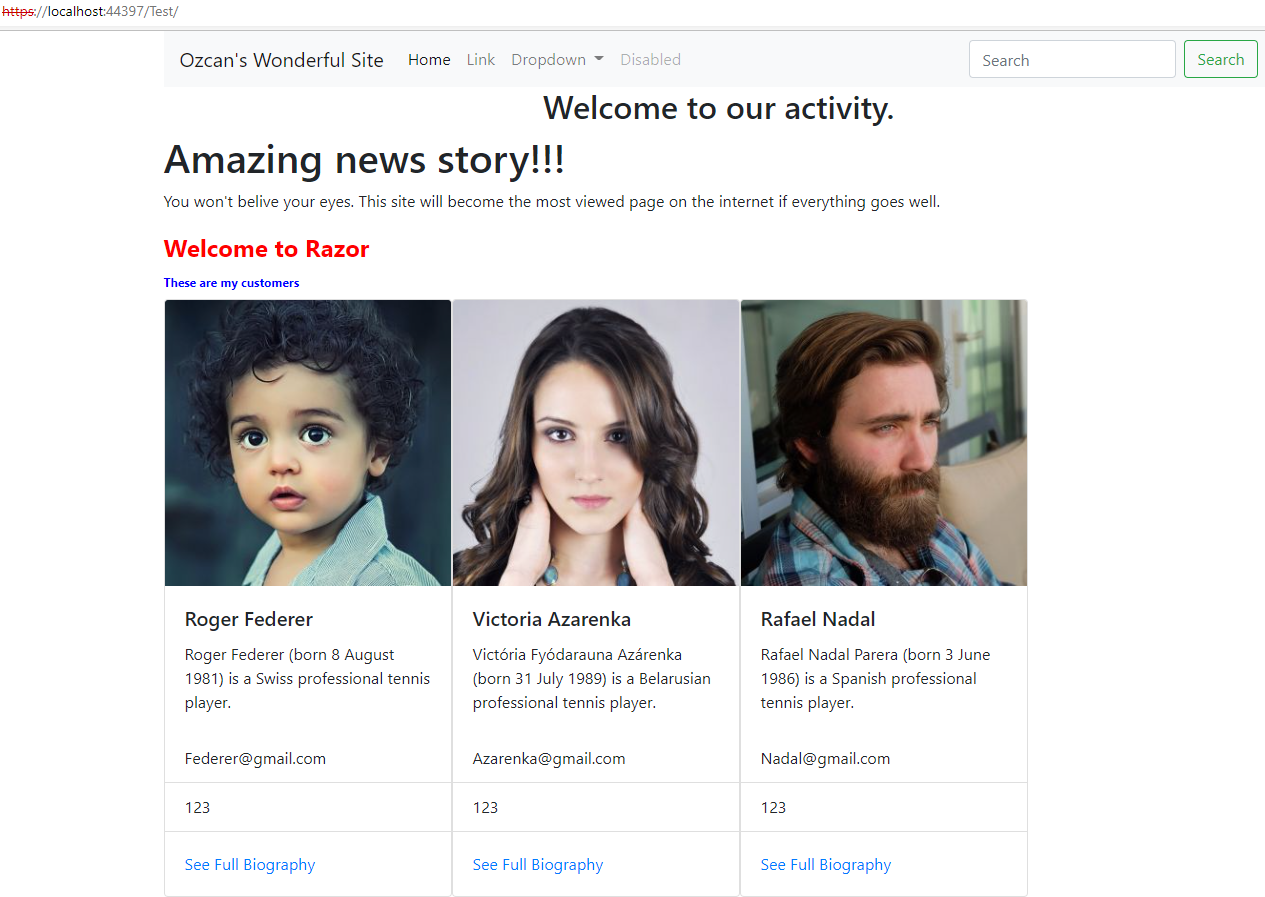 https://localhost:44397/Test/
Ozcan's Wonderful Site Home Link Dropdown Disabled Search Search
Welcome to our activity.
Amazing news story!!!
You won't belive your eyes. This site will become the most viewed page on the internet if everything goes well.
Welcome to Razor
These are my customers
Roger Federer
Roger Federer (born 8 August
1981) is a Swiss professional tennis
player.
Federer@gmail.com
123
See Full Biography
Victoria Azarenka
Victória Fyódarauna Azárenka
(born 31 July 1989) is a Belarusian
professional tennis player.
Azarenka@gmail.com
123
See Full Biography
Rafael Nadal
Rafael Nadal Parera (born 3 June
1986) is a Spanish professional
tennis player.
Nadal@gmail.com
123
See Full Biography